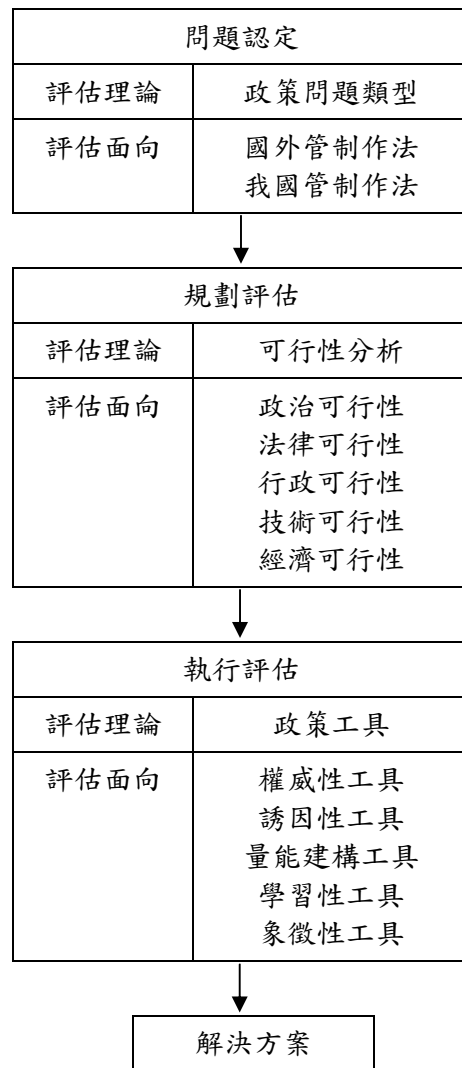 問題認定
評估理論 政策問題類型
評估面向 國外管制作法
我國管制作法
規劃評估
評估理論 可行性分析
評估面向 政治可行性
法律可行性
行政可行性
技術可行性
經濟可行性
執行評估
評估理論 政策工具
評估面向 權威性工具
誘因性工具
量能建構工具
學習性工具
象徵性工具
解決方案